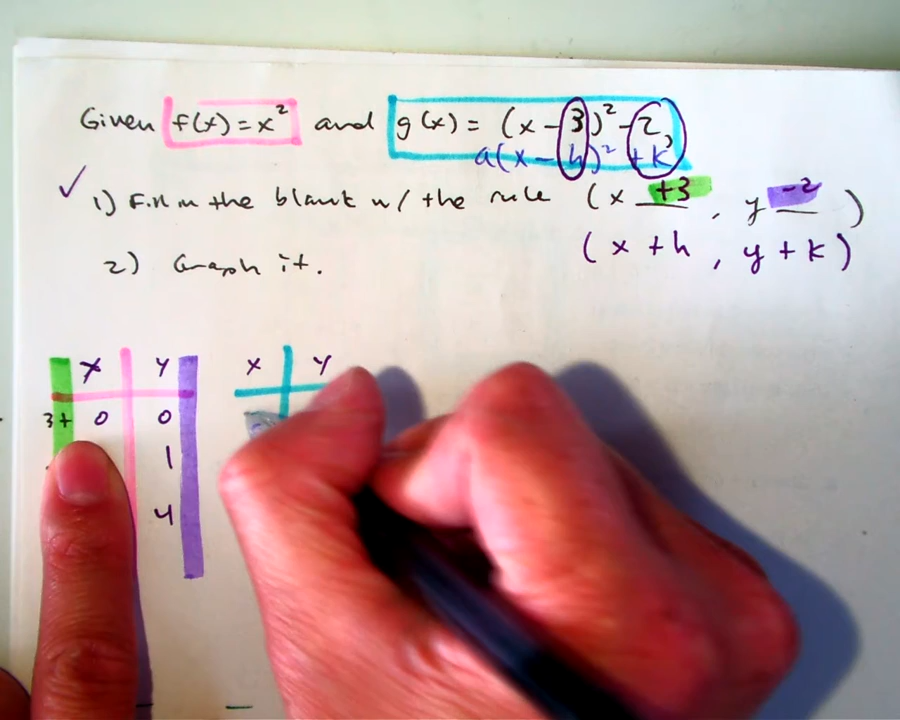 Given f(x) = x² and g(x) = (x - 3)² - 2,
a(x - h)² + k
✓ 1) Fill in the blank w/ the rule (x +3 , y -2 )
(x + h , y + k)
2) Graph it.
x y x y
3+ 0 0
1
4